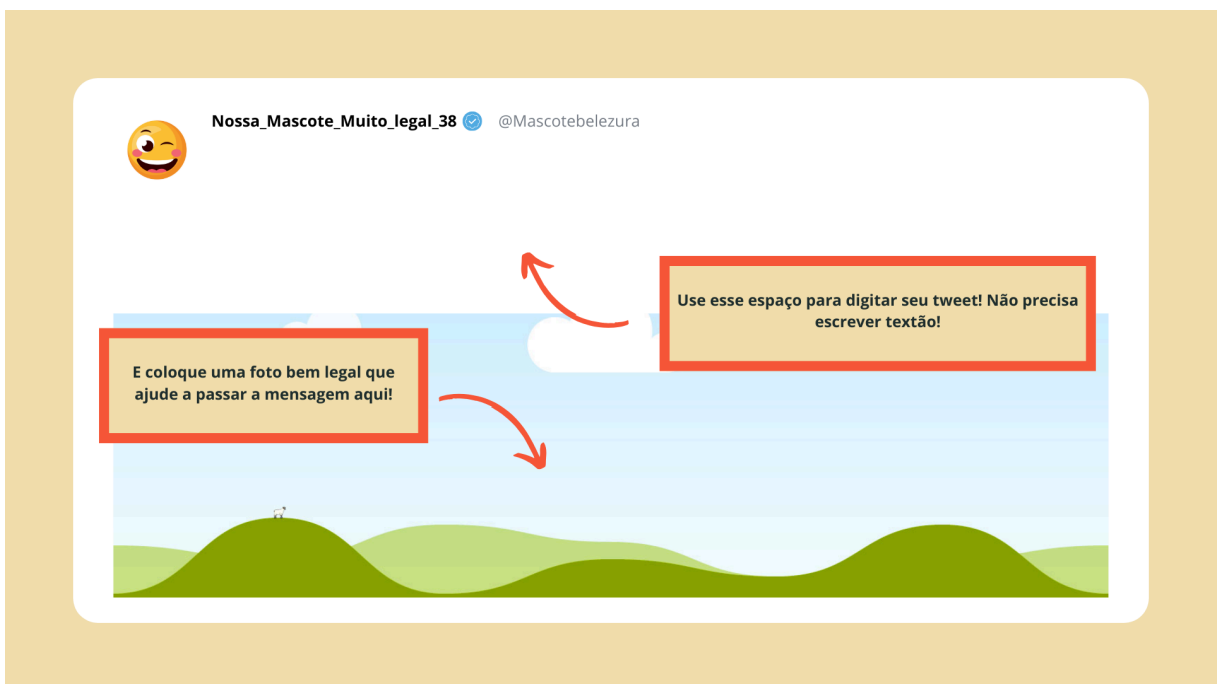 Nossa_Mascote_Muito_legal_38 @Mascotebelezura
Use esse espaço para digitar seu tweet! Não precisa
escrever textão!
E coloque uma foto bem legal que
ajude a passar a mensagem aqui!